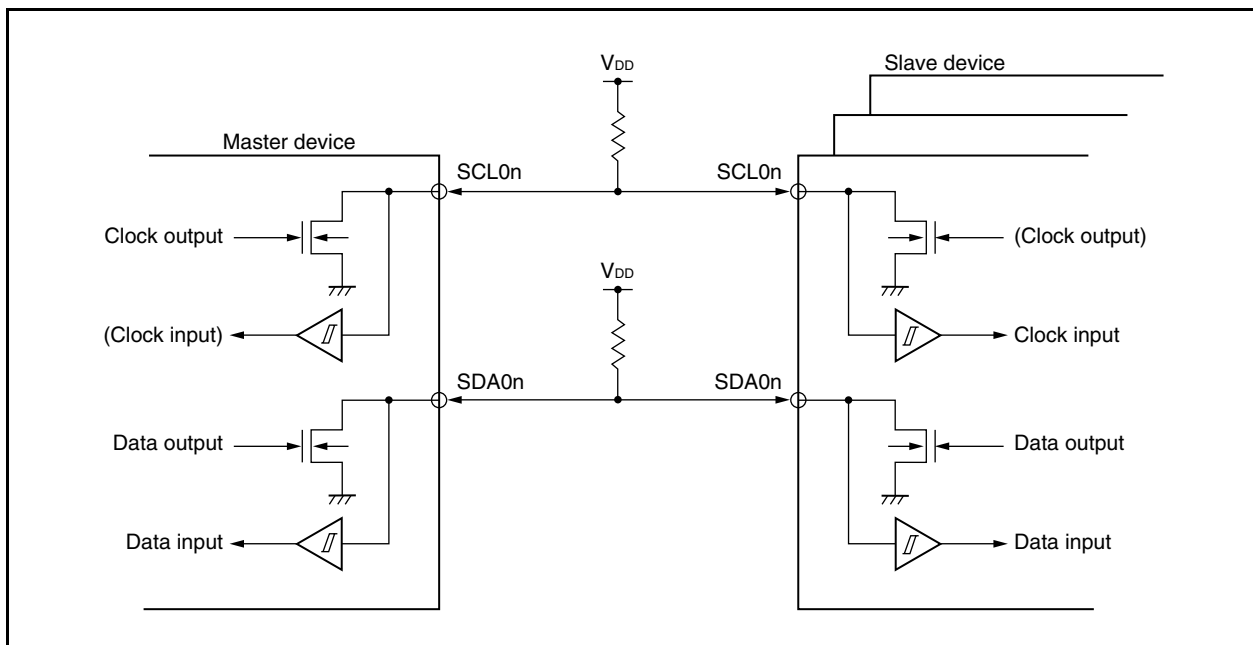 VDD
Slave device
Master device
SCL0n
SCL0n
Clock output
(Clock output)
VDD
(Clock input)
Clock input
SDA0n
SDA0n
Data output
Data output
Data input
Data input